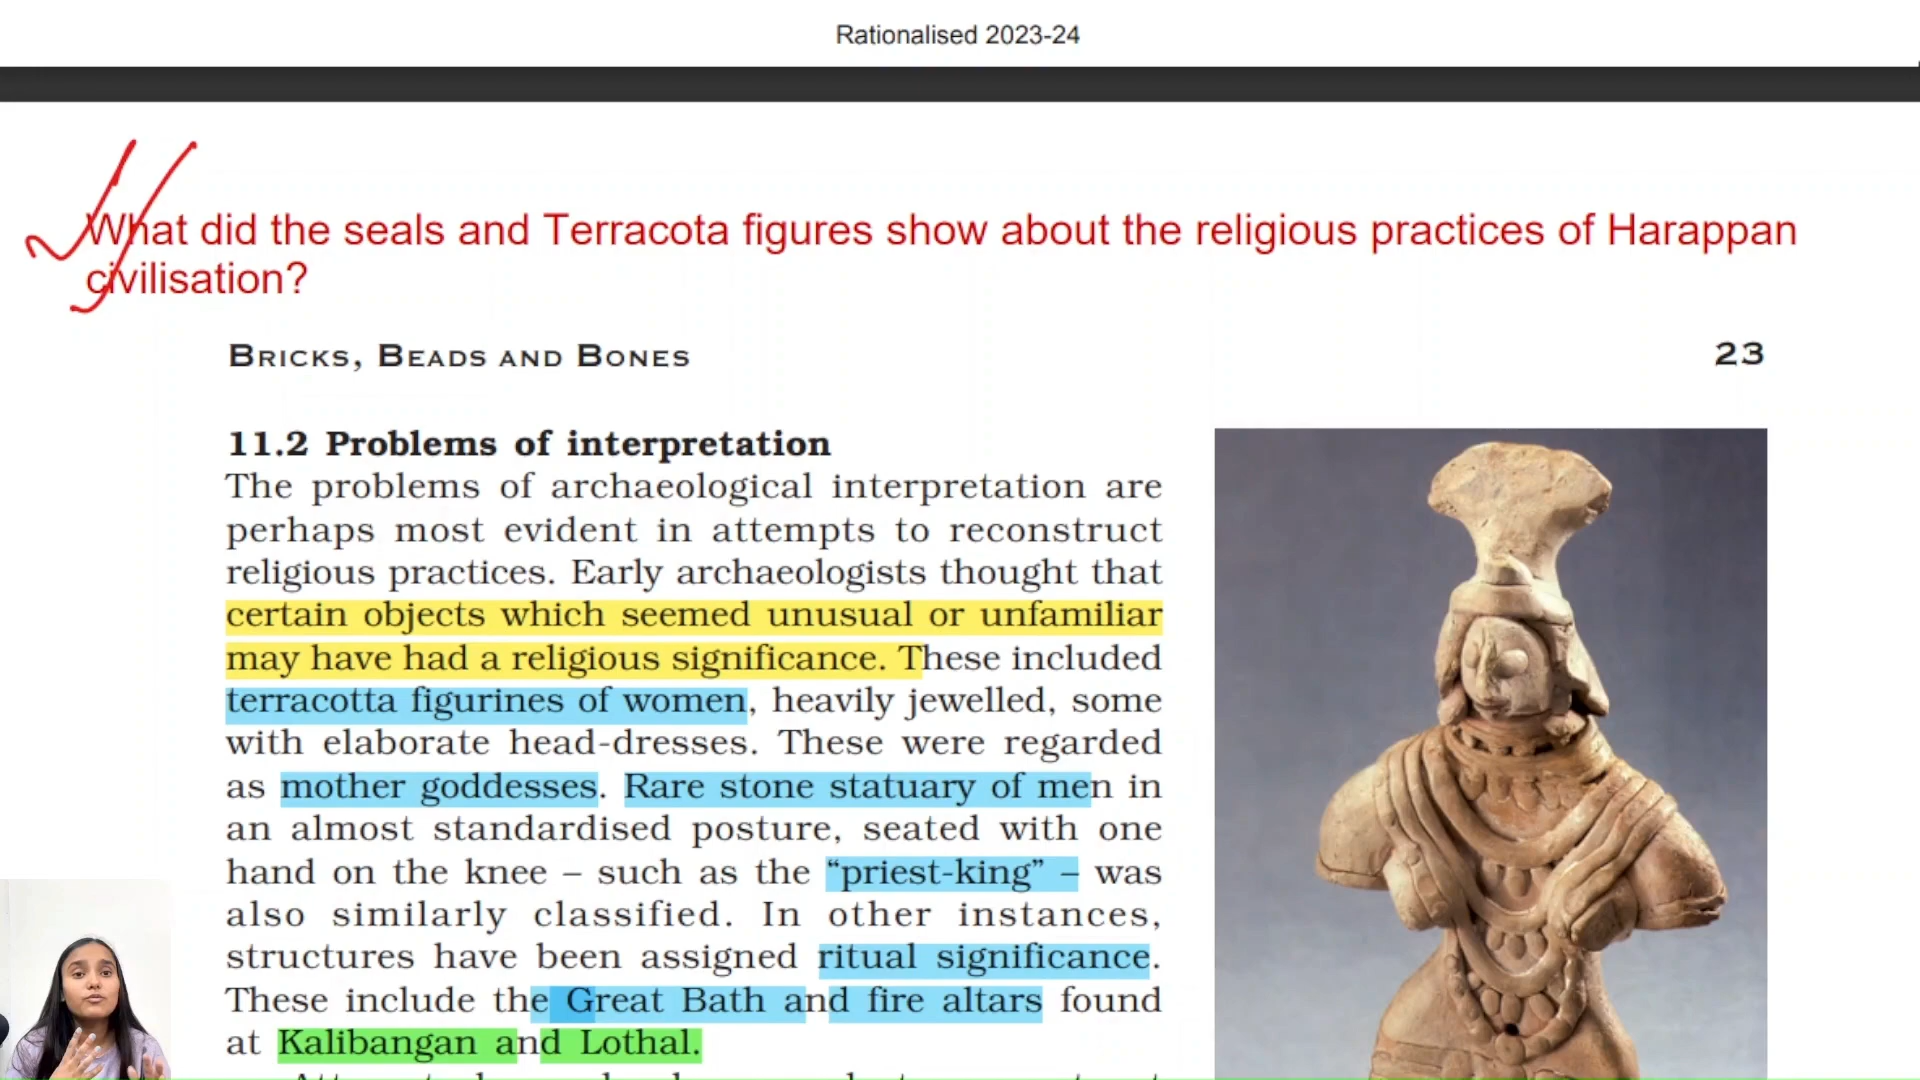 Rationalised 2023-24
What did the seals and Terracota figures show about the religious practices of Harappan
civilisation?
BRICKS, BEADS AND BONES 23
11.2 Problems of interpretation
The problems of archaeological interpretation are
perhaps most evident in attempts to reconstruct
religious practices. Early archaeologists thought that
certain objects which seemed unusual or unfamiliar
may have had a religious significance. These included
terracotta figurines of women, heavily jewelled, some
with elaborate head-dresses. These were regarded
as mother goddesses. Rare stone statuary of men in
an almost standardised posture, seated with one
hand on the knee – such as the “priest-king” – was
also similarly classified. In other instances,
structures have been assigned ritual significance.
These include the Great Bath and fire altars found
at Kalibangan and Lothal.